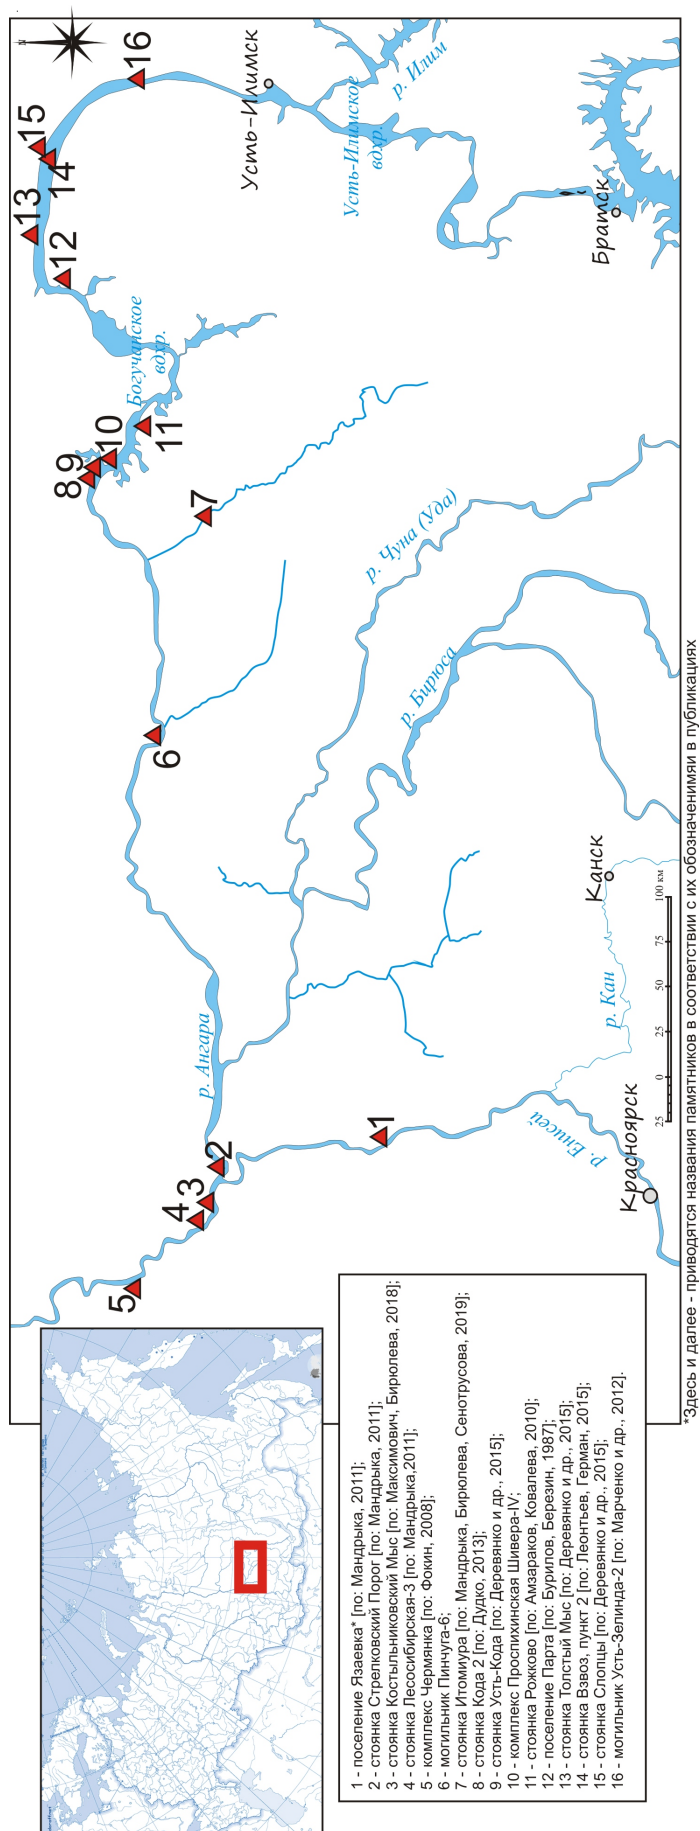 16
15
14
13
12
Усть-Илимск
р. Илим
Усть-Илимское
вдхр.
Братск
Богучанское
вдхр.
11
10
9
8
7
р. Чуна (Уда)
р. Бирюса
6
Канск
р. Кан
р. Ангара
р. Енисей
Красноярск
1
2
3
4
5
25 0 25 50 75 100 км
1 - поселение Язаевка* [по: Мандрыка, 2011];
2 - стоянка Стрелковский Порог [по: Мандрыка, 2011];
3 - стоянка Костыльниковский Мыс [по: Максимович, Бирюлева, 2018];
4 - стоянка Лесосибирская-3 [по: Мандрыка,2011];
5 - комплекс Чермянка [по: Фокин, 2008];
6 - могильник Пинчуга-6;
7 - стоянка Итомиура [по: Мандрыка, Бирюлева, Сенотрусова, 2019];
8 - стоянка Кода 2 [по: Дудко, 2013];
9 - стоянка Усть-Кода [по: Деревянко и др., 2015];
10 - комплекс Проспихинская Шивера-IV;
11 - стоянка Рожково [по: Амзараков, Ковалева, 2010];
12 - поселение Парта [по: Бурилов, Березин, 1987];
13 - стоянка Толстый Мыс [по: Деревянко и др., 2015];
14 - стоянка Взвоз, пункт 2 [по: Леонтьев, Герман, 2015];
15 - стоянка Слопцы [по: Деревянко и др., 2015];
16 - могильник Усть-Зелинда-2 [по: Марченко и др., 2012].
*Здесь и далее - приводятся названия памятников в соответствии с их обозначениями в публикациях